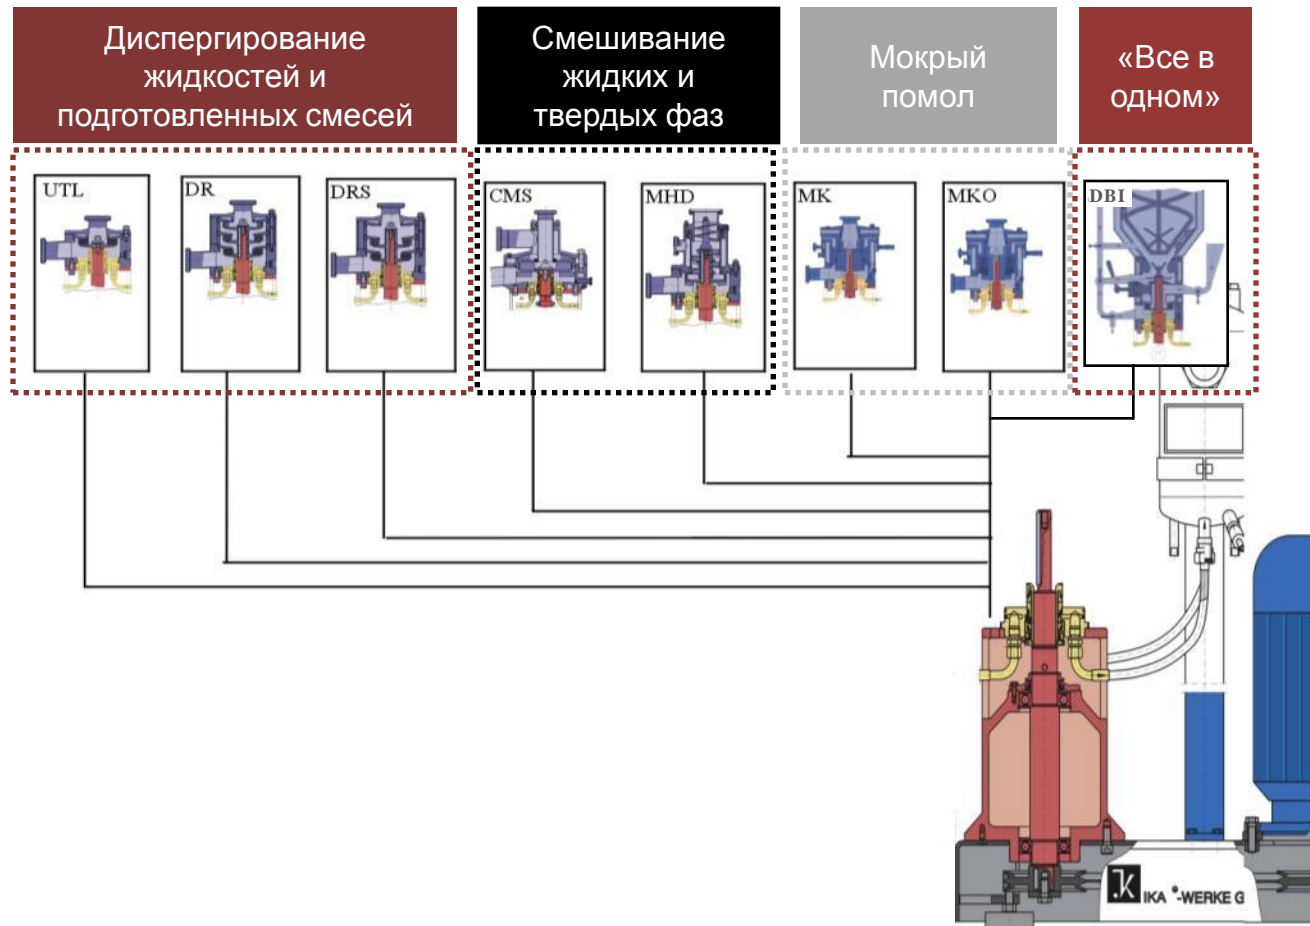 Диспергирование
жидкостей и
подготовленных смесей
Смешивание
жидких и
твердых фаз
Мокрый
помол
«Все в
одном»
UTL
DR
DRS
CMS
MHD
MK
MKO
DBI
IKA ®-WERKE G